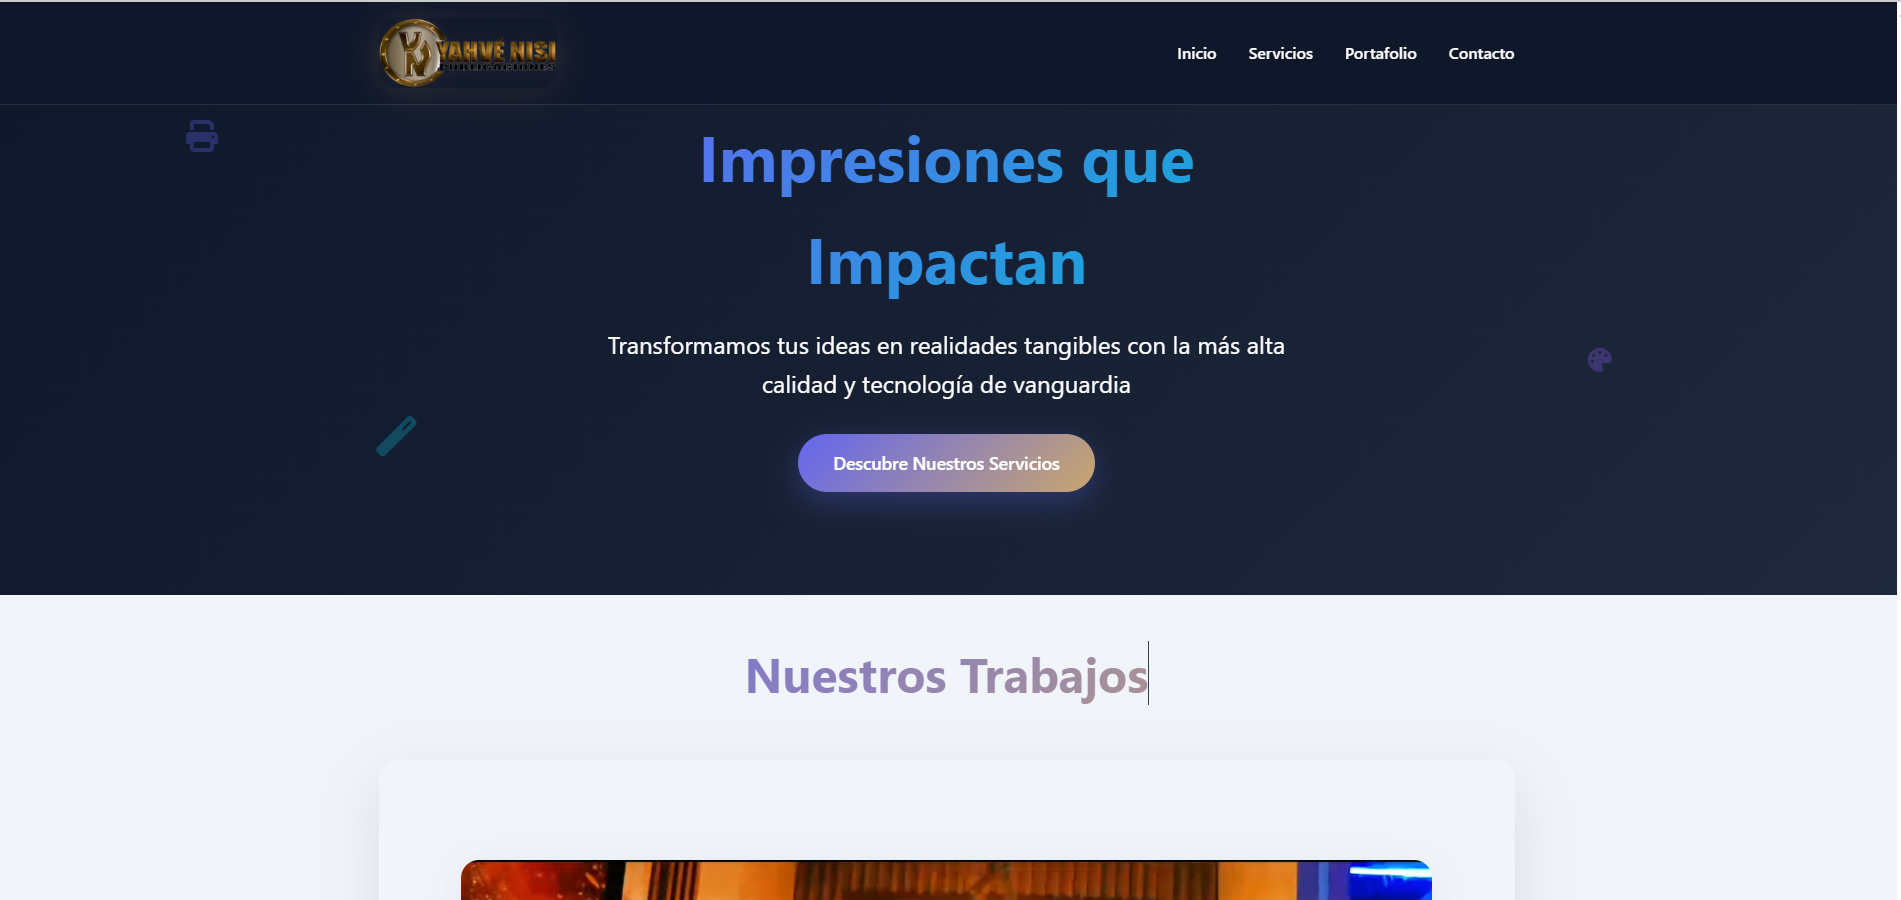 YAHVÉ NISI
PUBLICACIONES
Inicio
Servicios
Portafolio
Contacto
Impresiones que
Impactan
Transformamos tus ideas en realidades tangibles con la más alta
calidad y tecnología de vanguardia
Descubre Nuestros Servicios
Nuestros Trabajos